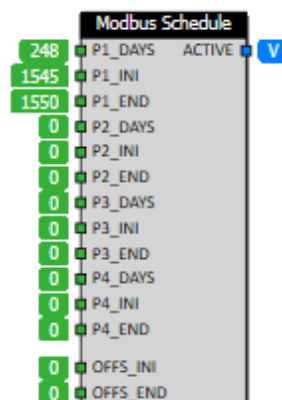 Modbus Schedule
248 P1_DAYS ACTIVE V
1545 P1_INI
1550 P1_END
0 P2_DAYS
0 P2_INI
0 P2_END
0 P3_DAYS
0 P3_INI
0 P3_END
0 P4_DAYS
0 P4_INI
0 P4_END
0 OFFS_INI
0 OFFS_END